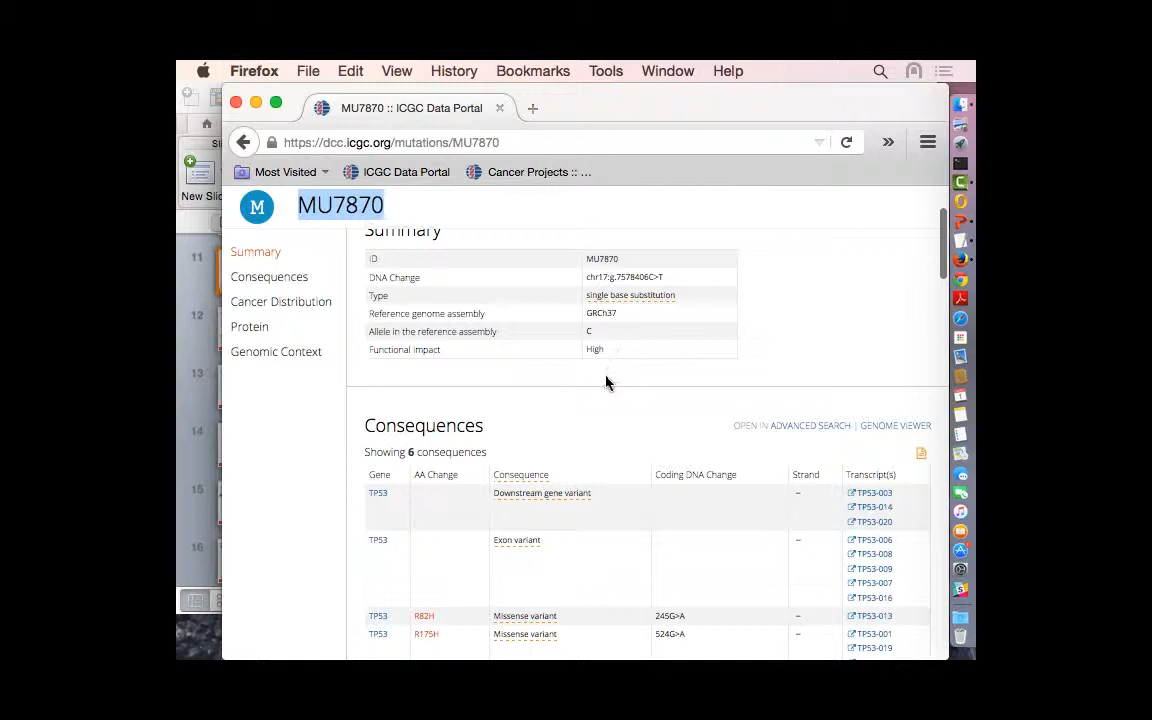 Firefox File Edit View History Bookmarks Tools Window Help
MU7870 :: ICGC Data Portal
https://dcc.icgc.org/mutations/MU7870
Most Visited ICGC Data Portal Cancer Projects :: ...
New Sli
M MU7870
Summary
Summary
Consequences
Cancer Distribution
Protein
Genomic Context
ID MU7870
DNA Change chr17:g.7578406C>T
Type single base substitution
Reference genome assembly GRCh37
Allele in the reference assembly C
Functional impact High
Consequences
OPEN IN ADVANCED SEARCH | GENOME VIEWER
Showing 6 consequences
Gene AA Change Consequence Coding DNA Change Strand Transcript(s)
TP53 Downstream gene variant – TP53-003
TP53-014
TP53-020
TP53 Exon variant – TP53-006
TP53-008
TP53-009
TP53-007
TP53-016
TP53 R82H Missense variant 245G>A – TP53-013
TP53 R175H Missense variant 524G>A – TP53-001
TP53-019
11
12
13
14
15
16